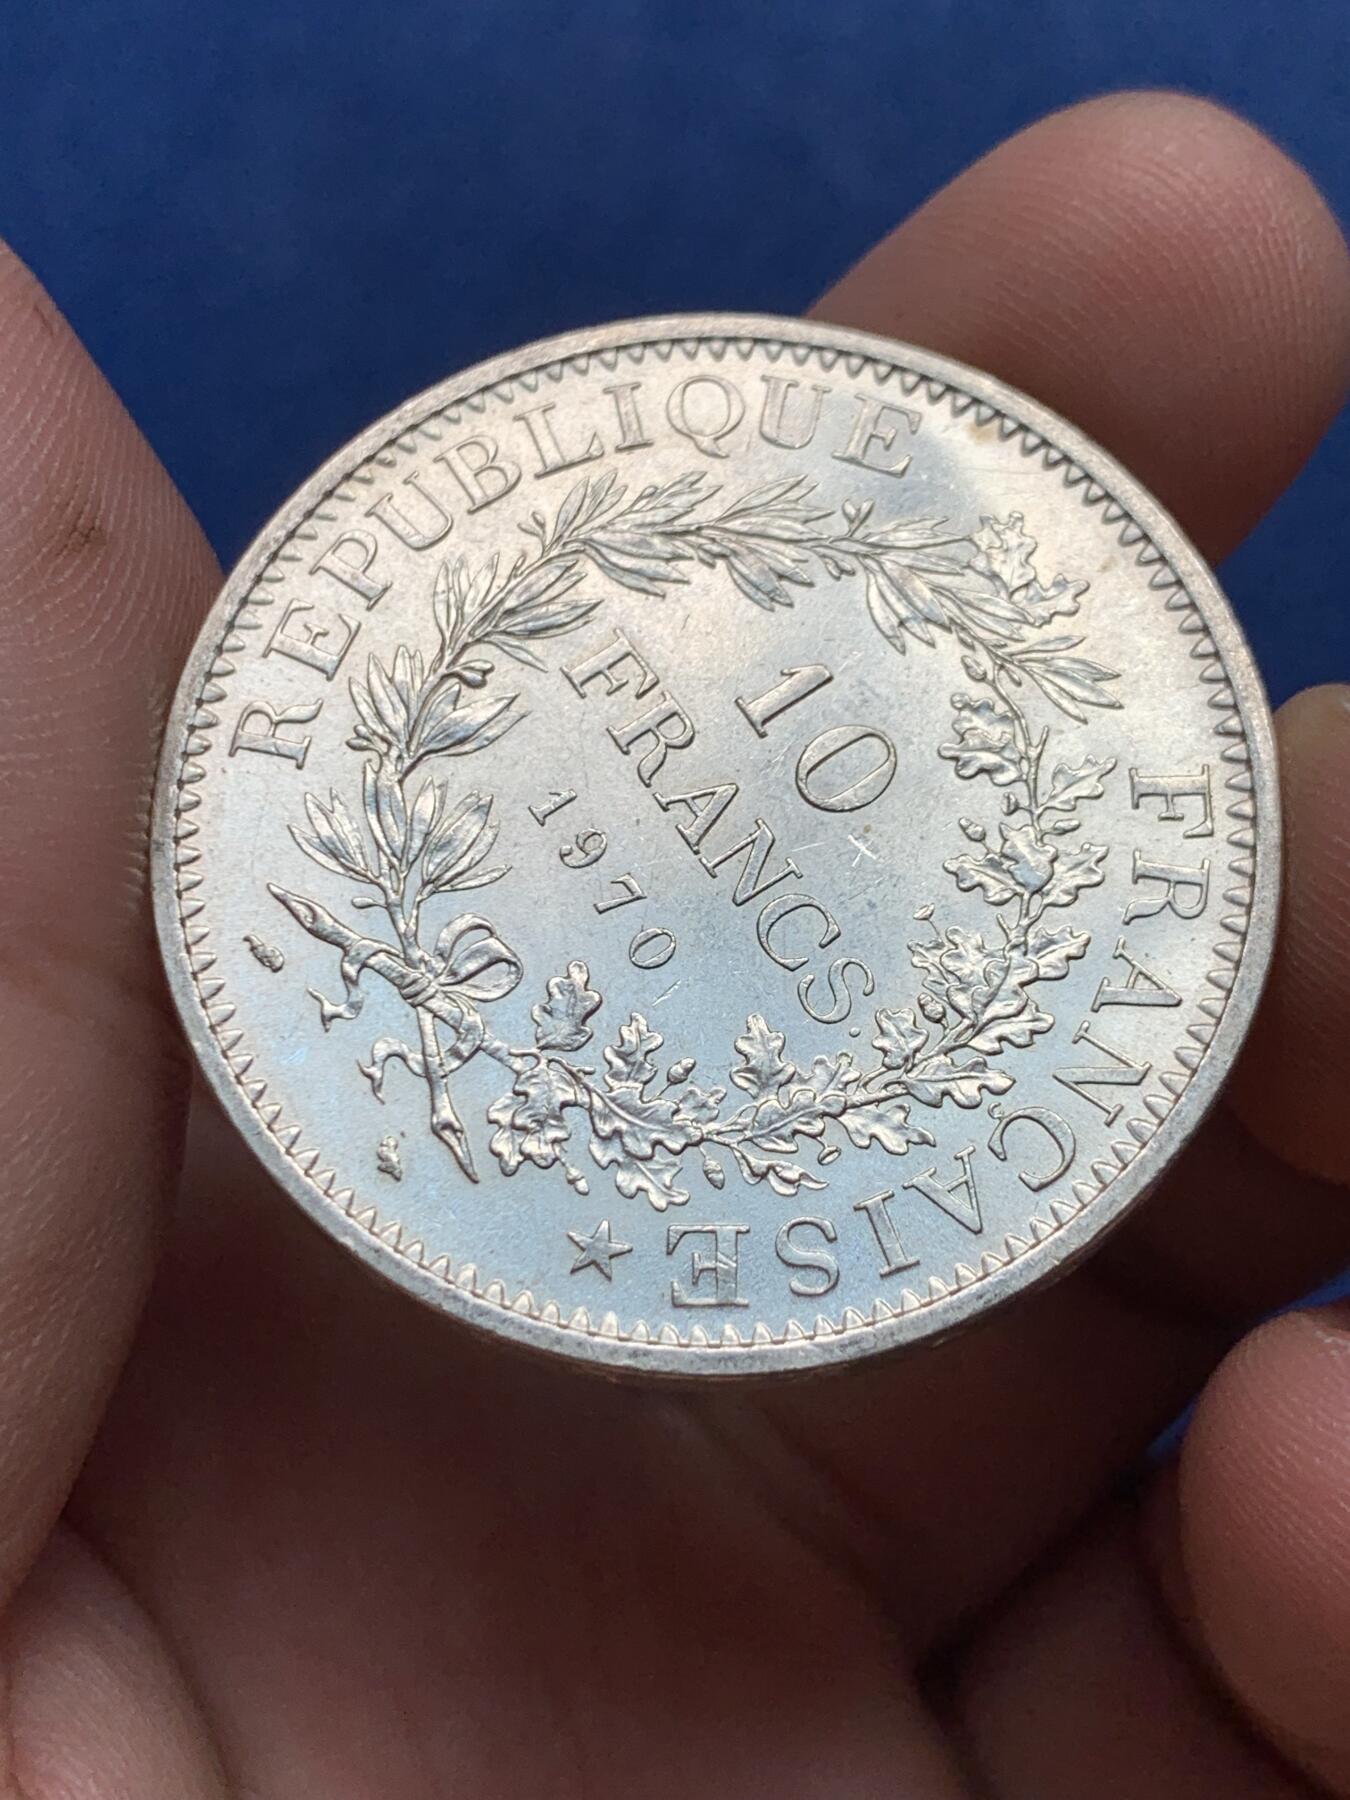 REPUBLIQUE FRANÇAISE
10
FRANCS.
1970